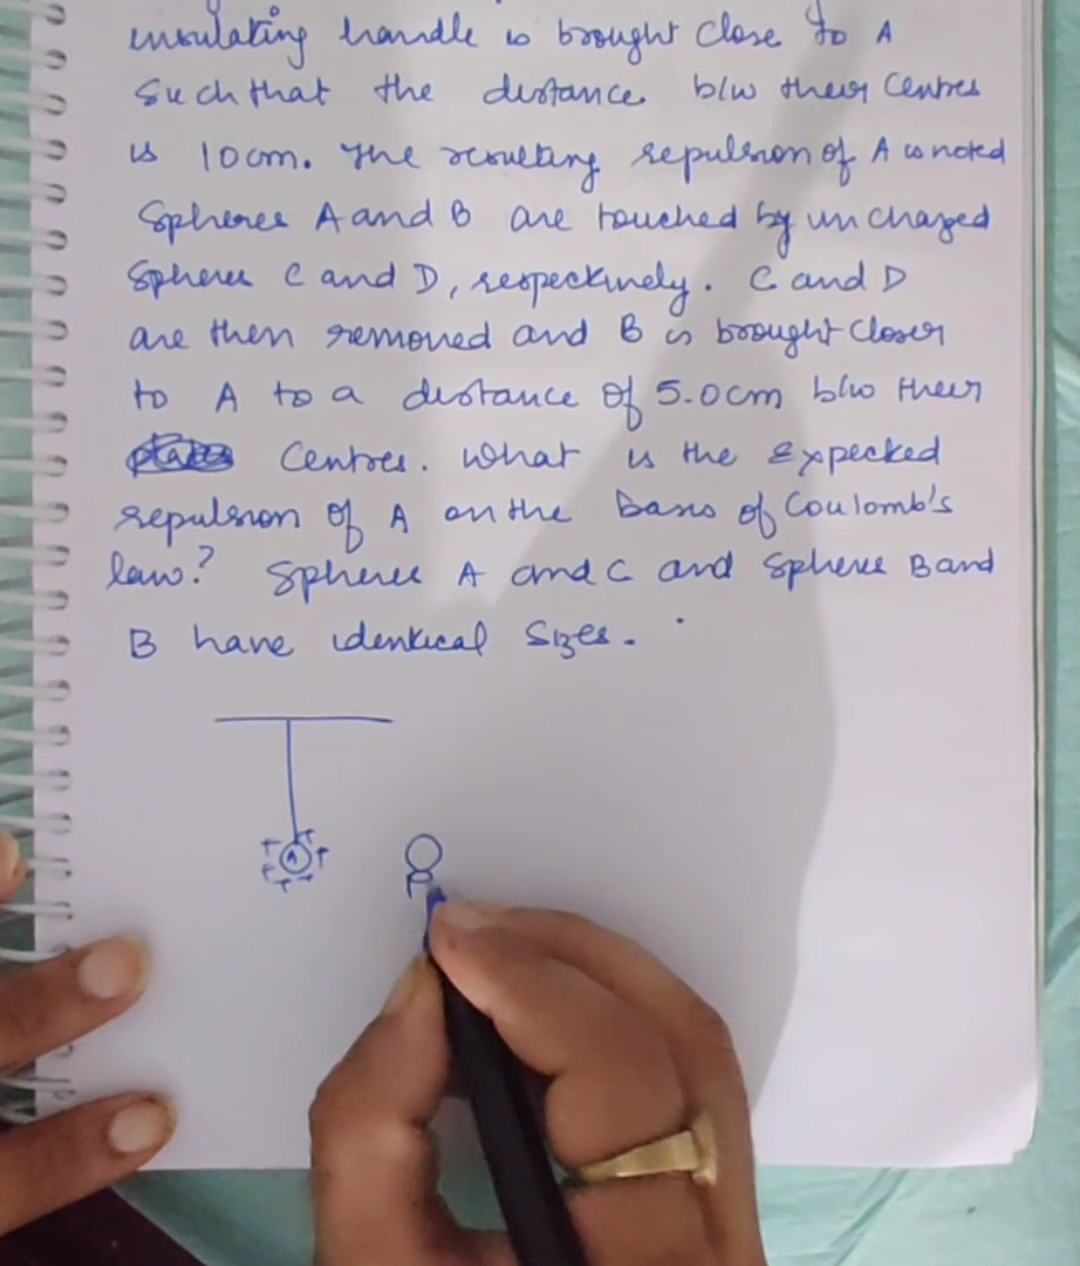 insulating handle is brought close to A
such that the distance b/w their centres
is 10cm. The resulting repulsion of A is noted
Spheres A and B are touched by uncharged
spheres C and D, respectively. C and D
are then removed and B is brought closer
to A to a distance of 5.0cm b/w their
centres. What is the expected
repulsion of A on the basis of Coulomb's
law? Spheres A and C and spheres B and
B have identical sizes.
A